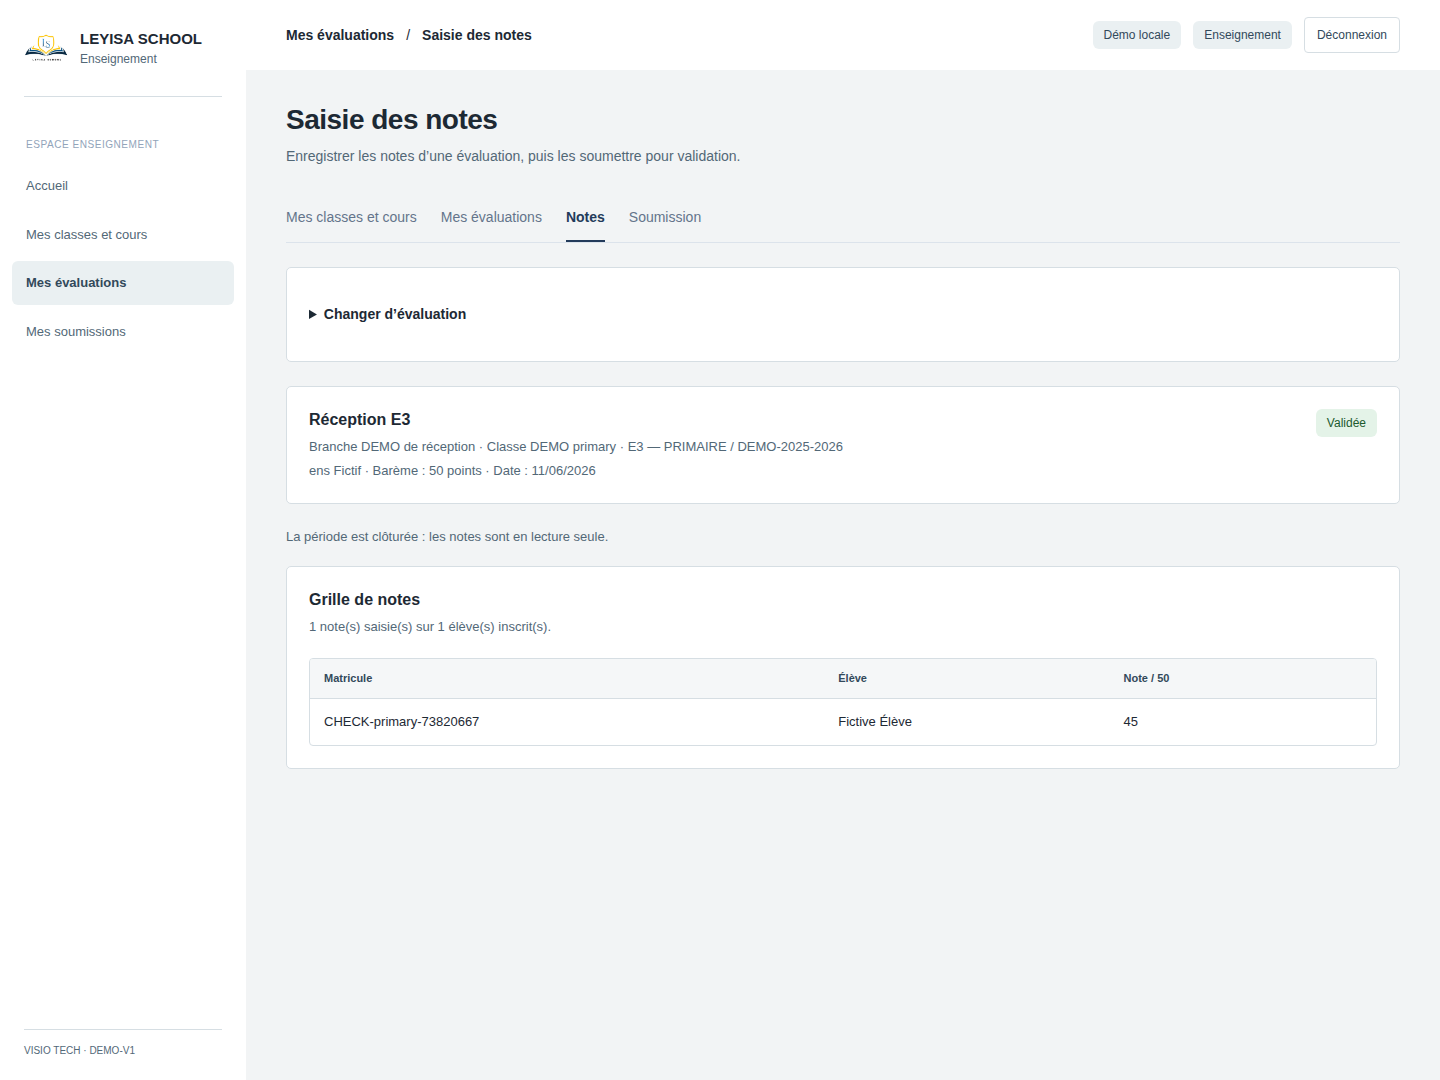 LEYISA SCHOOL
Enseignement
ESPACE ENSEIGNEMENT
Accueil
Mes classes et cours
Mes évaluations
Mes soumissions
VISIO TECH · DEMO-V1
Mes évaluations / Saisie des notes
Démo locale
Enseignement
Déconnexion
Saisie des notes
Enregistrer les notes d’une évaluation, puis les soumettre pour validation.
Mes classes et cours Mes évaluations Notes Soumission
Changer d’évaluation
Réception E3
Validée
Branche DEMO de réception · Classe DEMO primary · E3 — PRIMAIRE / DEMO-2025-2026
ens Fictif · Barème : 50 points · Date : 11/06/2026
La période est clôturée : les notes sont en lecture seule.
Grille de notes
1 note(s) saisie(s) sur 1 élève(s) inscrit(s).
Matricule Élève Note / 50
CHECK-primary-73820667 Fictive Élève 45